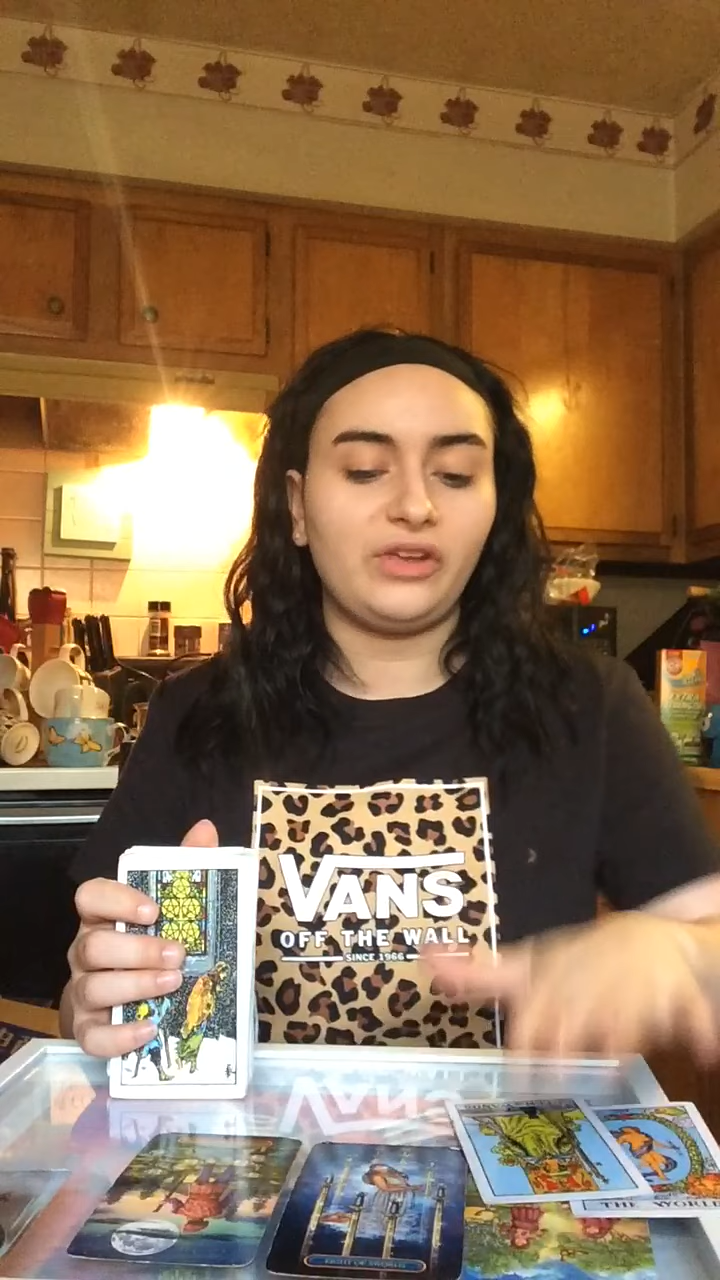 VANS
OFF THE WALL
SINCE 1966
EIGHT OF SWORDS
THE WORLD